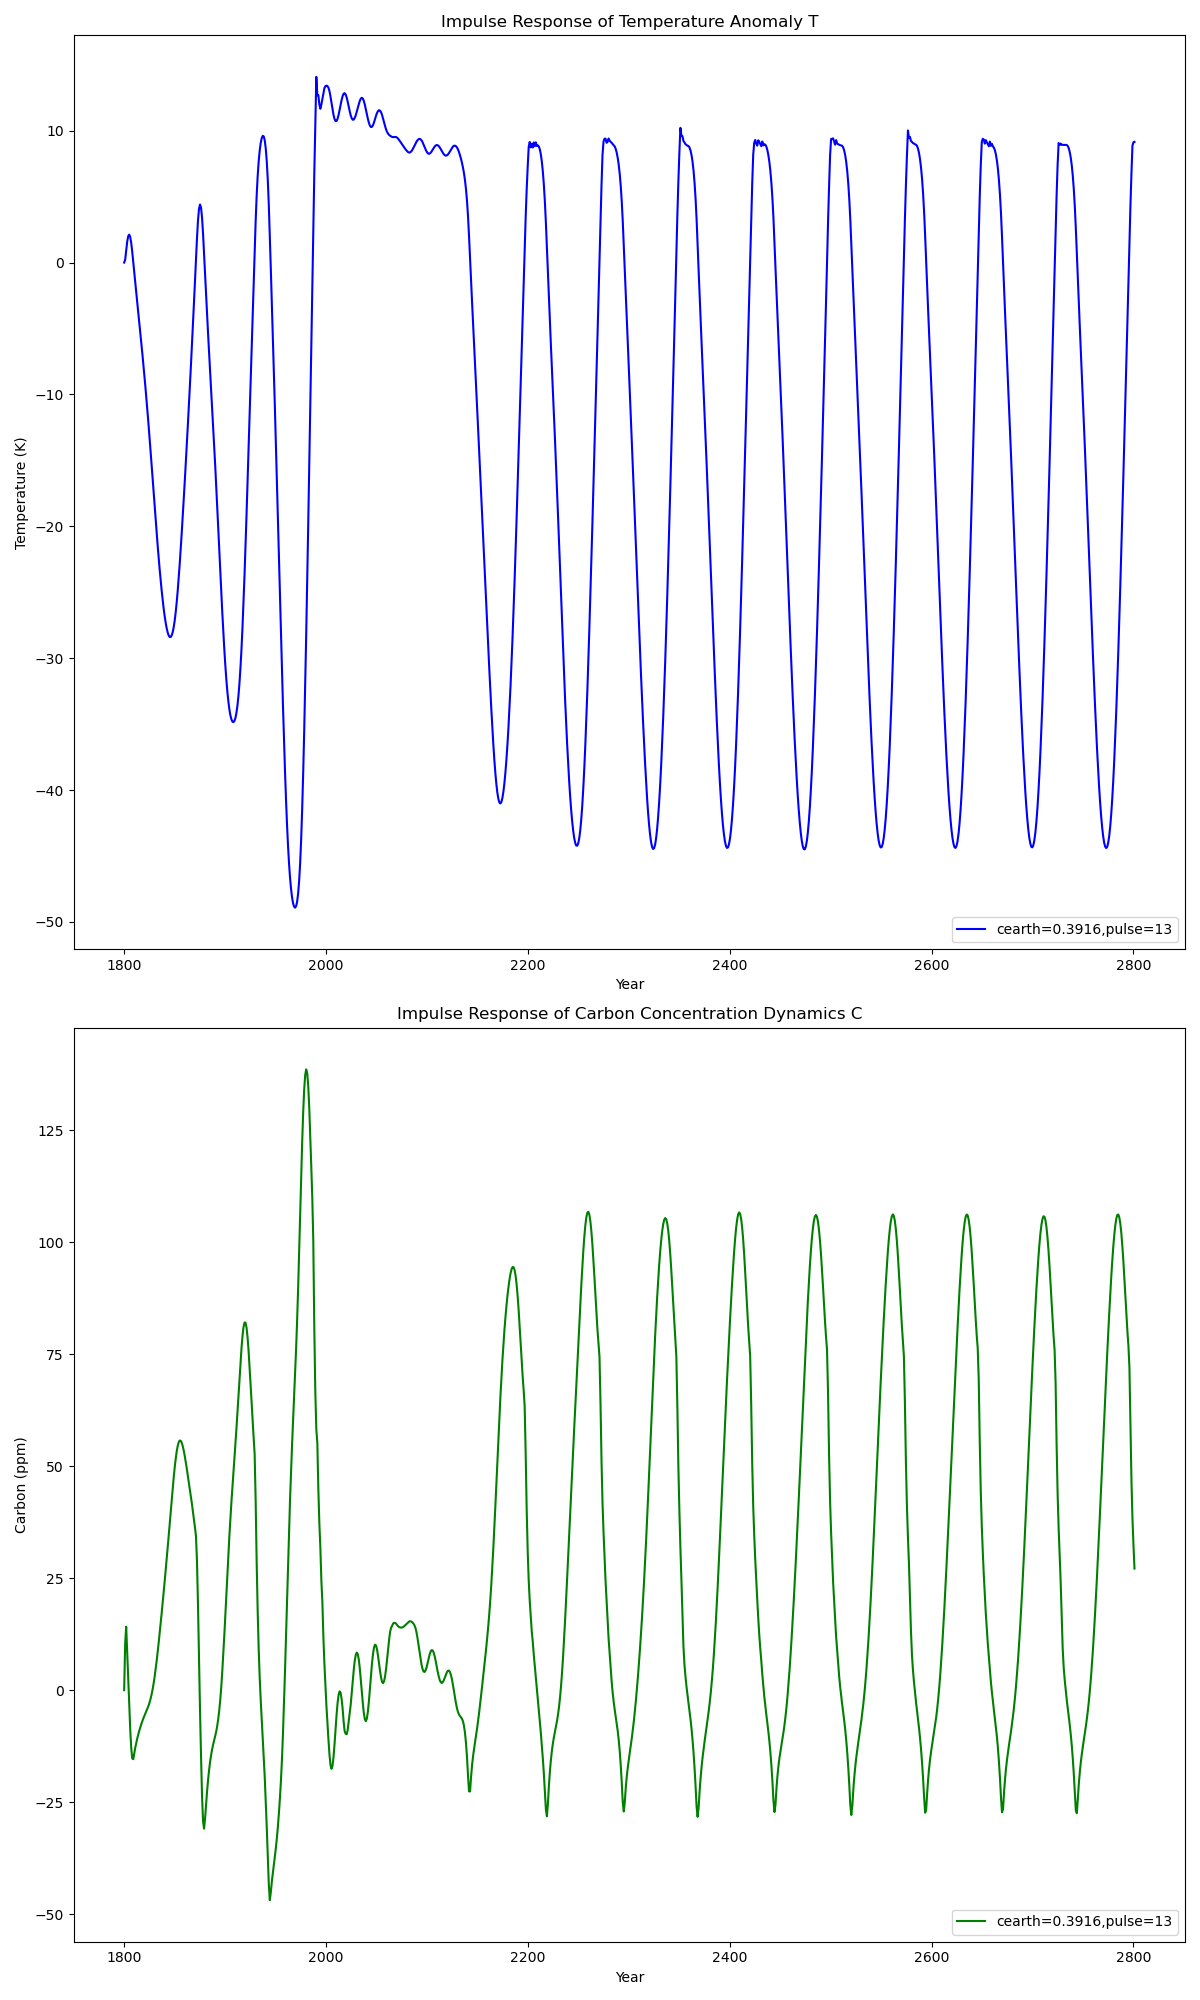 Impulse Response of Temperature Anomaly T
10
0
−10
−20
−30
−40
−50
Temperature (K)
cearth=0.3916,pulse=13
1800 2000 2200 2400 2600 2800
Year
Impulse Response of Carbon Concentration Dynamics C
125
100
75
50
25
0
−25
−50
Carbon (ppm)
cearth=0.3916,pulse=13
1800 2000 2200 2400 2600 2800
Year